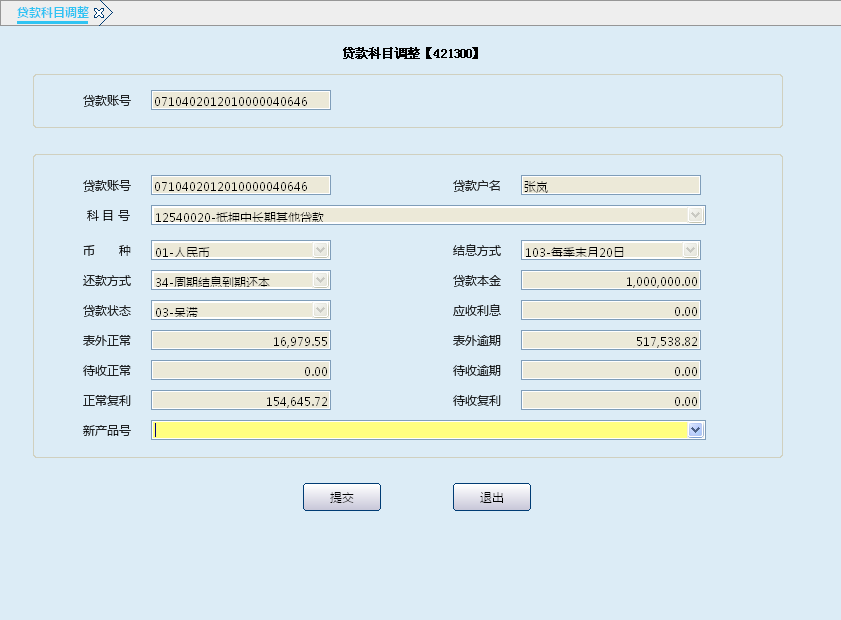 贷款科目调整
贷款科目调整【421300】
贷款账号 0710402012010000040646
贷款账号 0710402012010000040646 贷款户名 张岚
科目号 12540020-抵押中长期其他贷款
币 种 01-人民币 结息方式 103-每季末月20日
还款方式 34-周期结息到期还本 贷款本金 1,000,000.00
贷款状态 03-呆滞 应收利息 0.00
表外正常 16,979.55 表外逾期 517,538.82
待收正常 0.00 待收逾期 0.00
正常复利 154,645.72 待收复利 0.00
新产品号
提交 退出